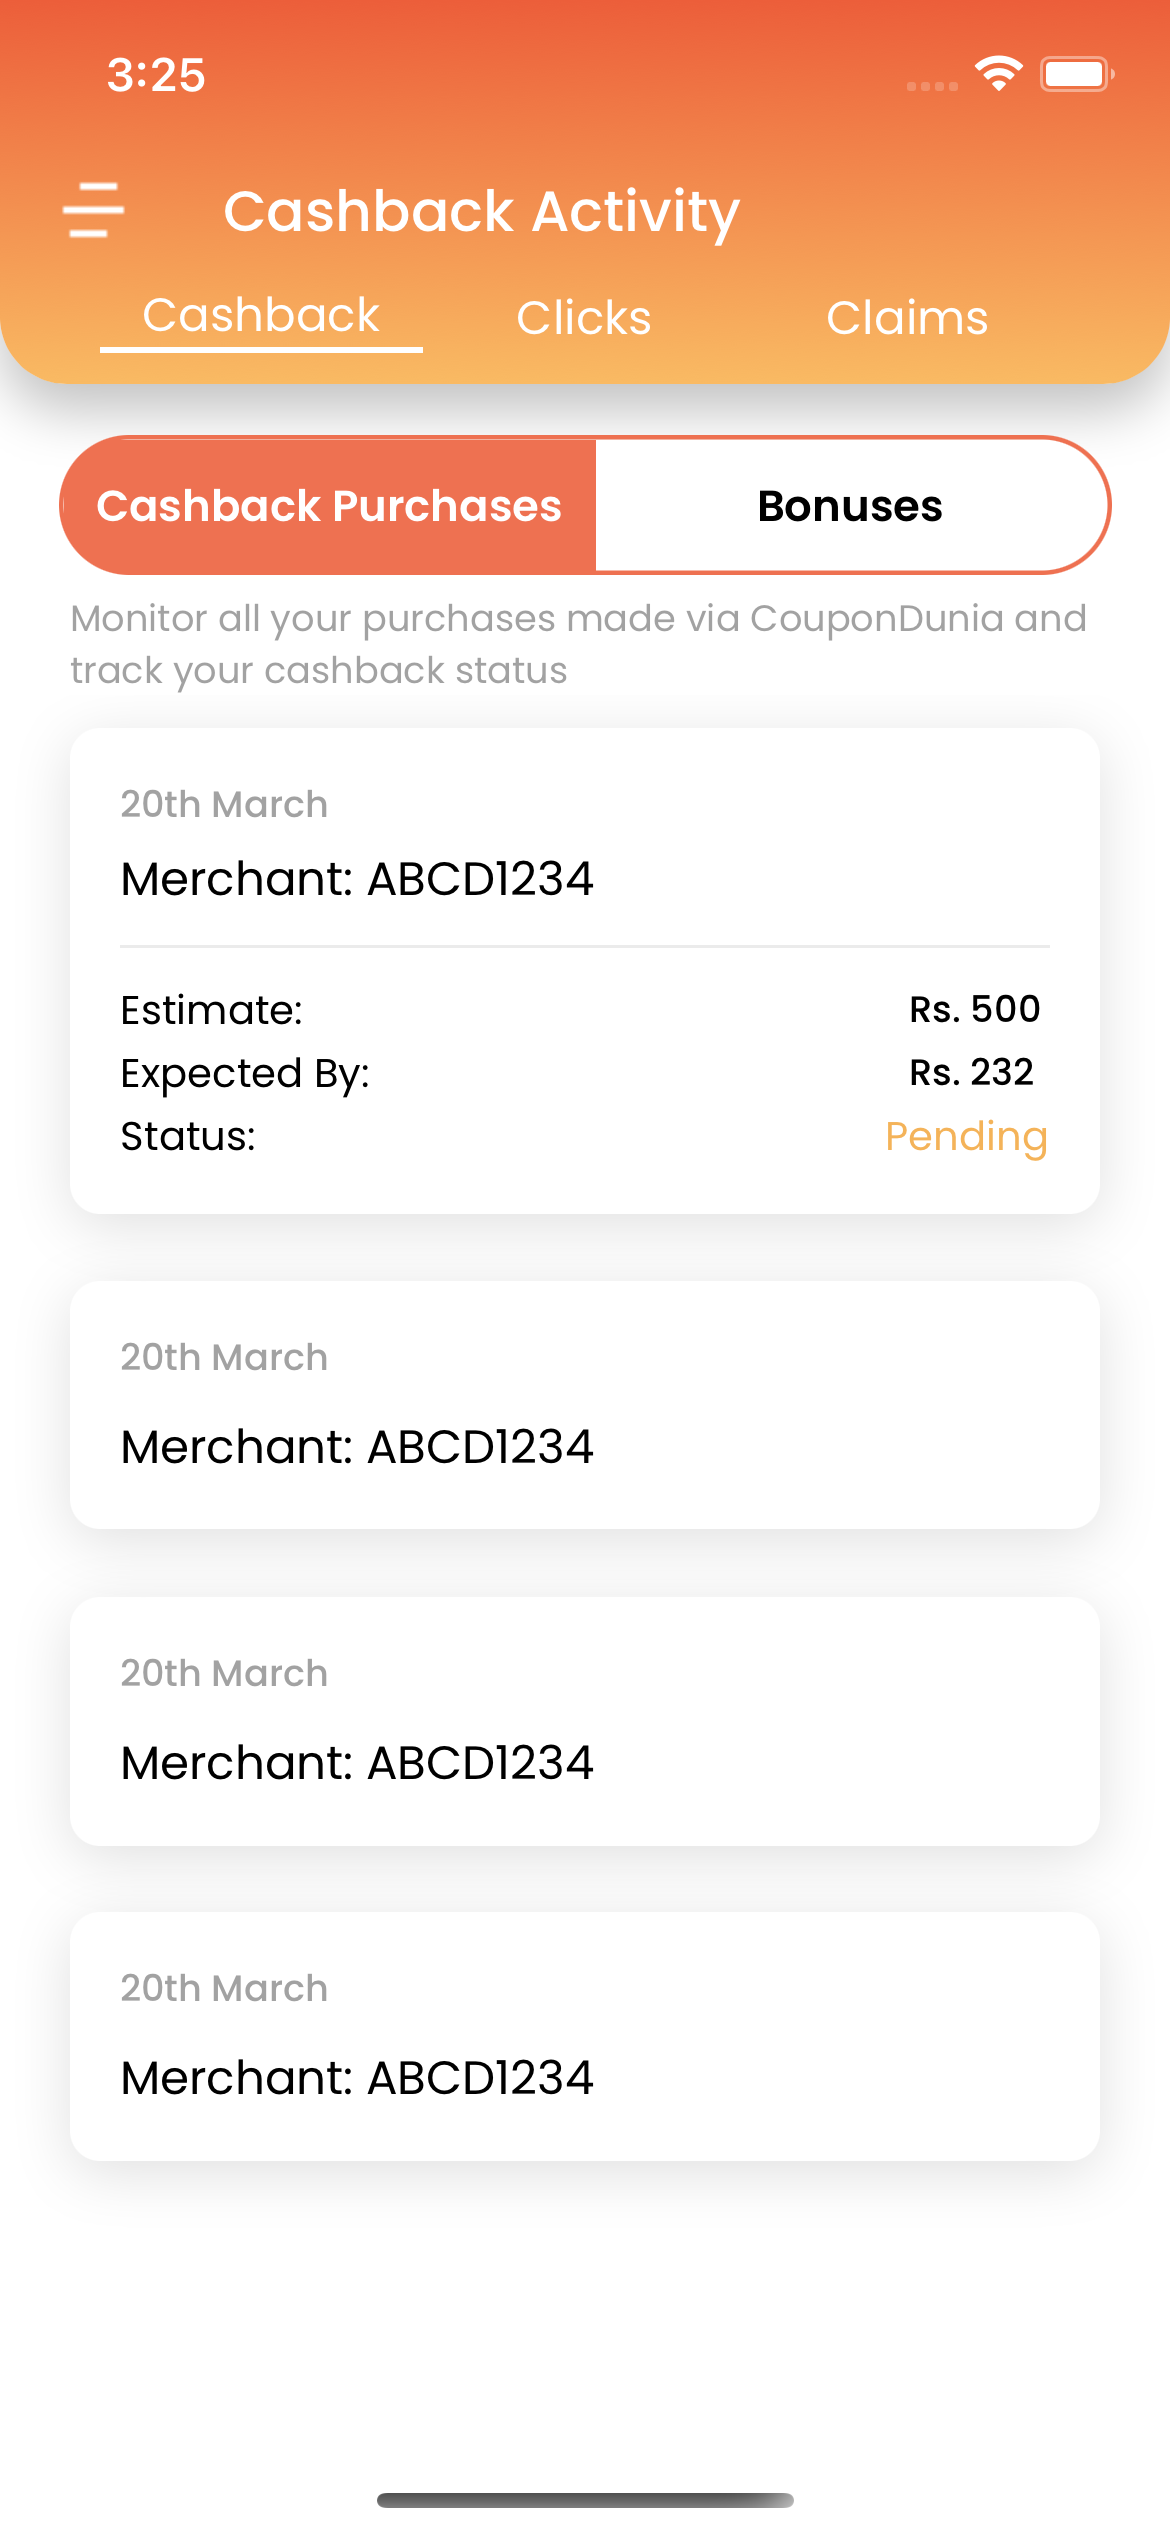 3:25
Cashback Activity
Cashback Clicks Claims
Cashback Purchases Bonuses
Monitor all your purchases made via CouponDunia and
track your cashback status
20th March
Merchant: ABCD1234
Estimate: Rs. 500
Expected By: Rs. 232
Status: Pending
20th March
Merchant: ABCD1234
20th March
Merchant: ABCD1234
20th March
Merchant: ABCD1234